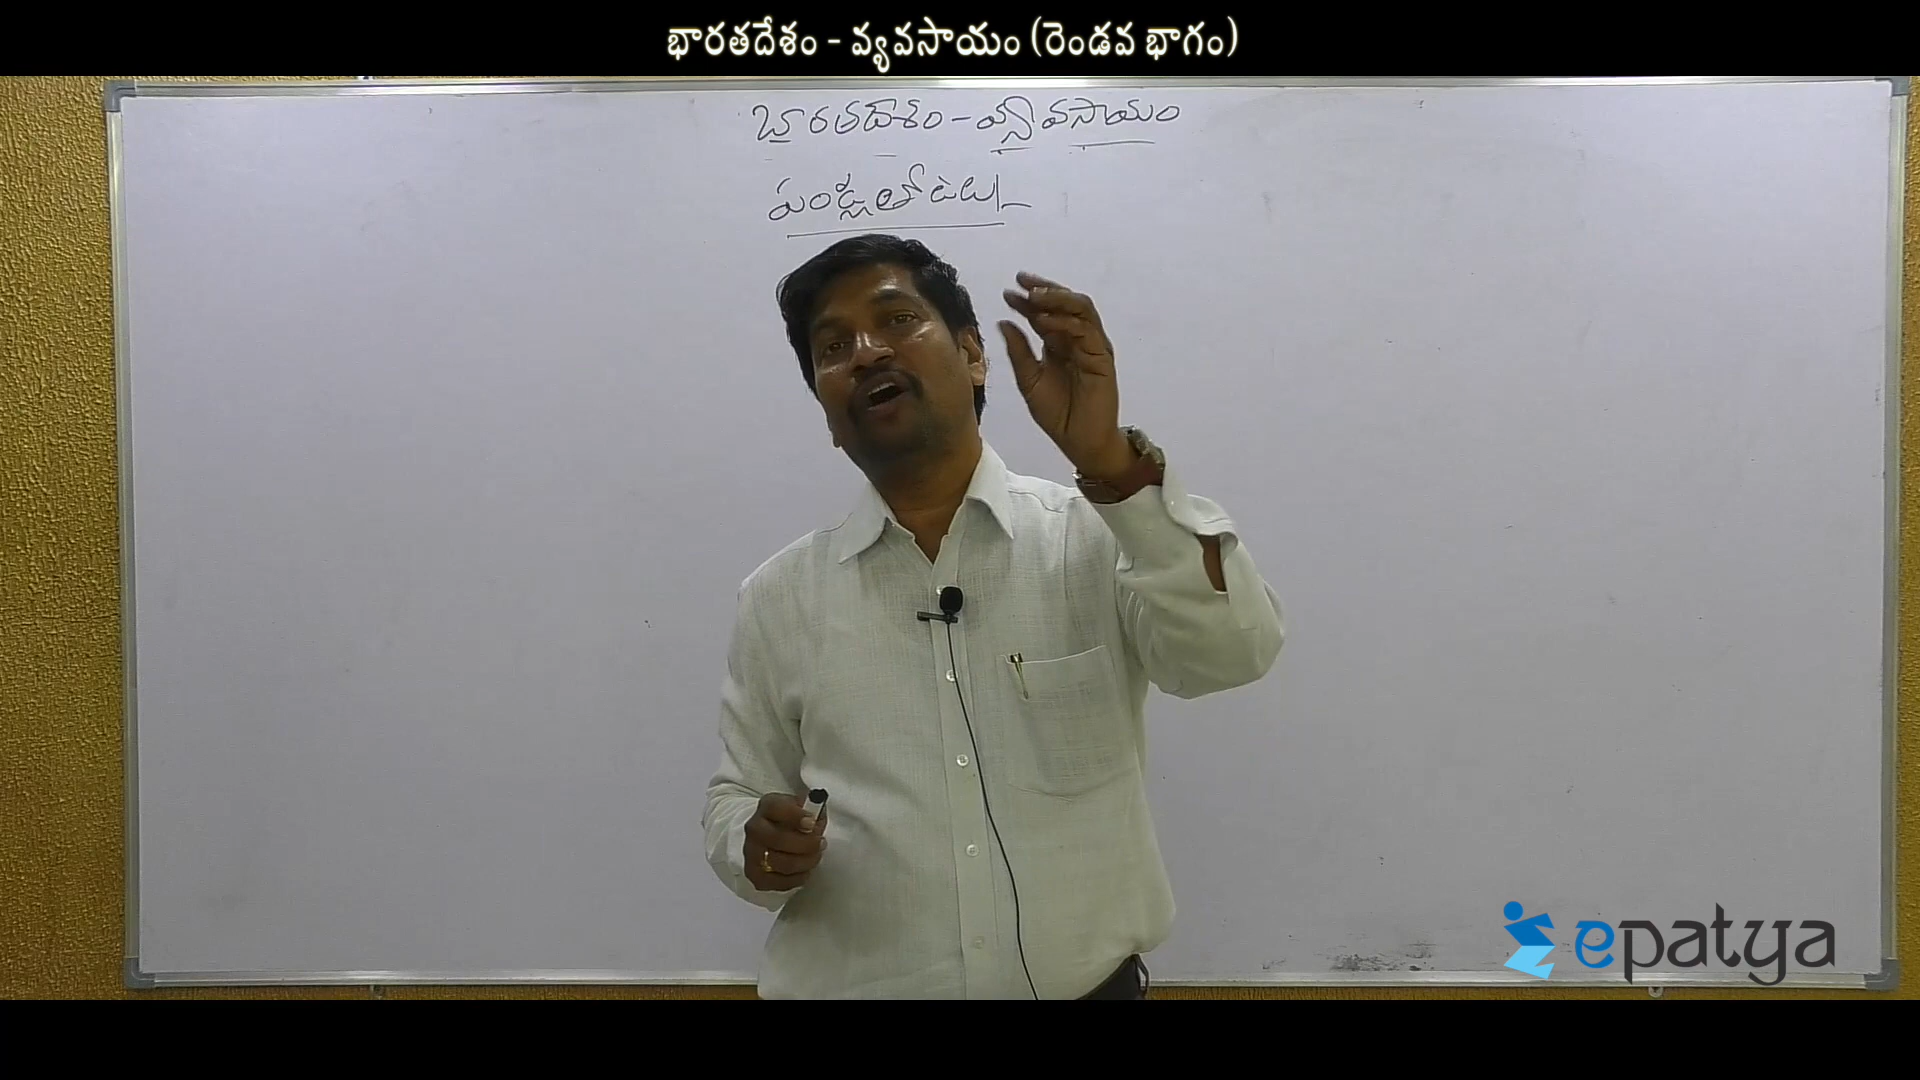 భారతదేశం - వ్యవసాయం (రెండవ భాగం)
భారతదేశం - వ్యవసాయం
పండ్లతోటలు
epatya